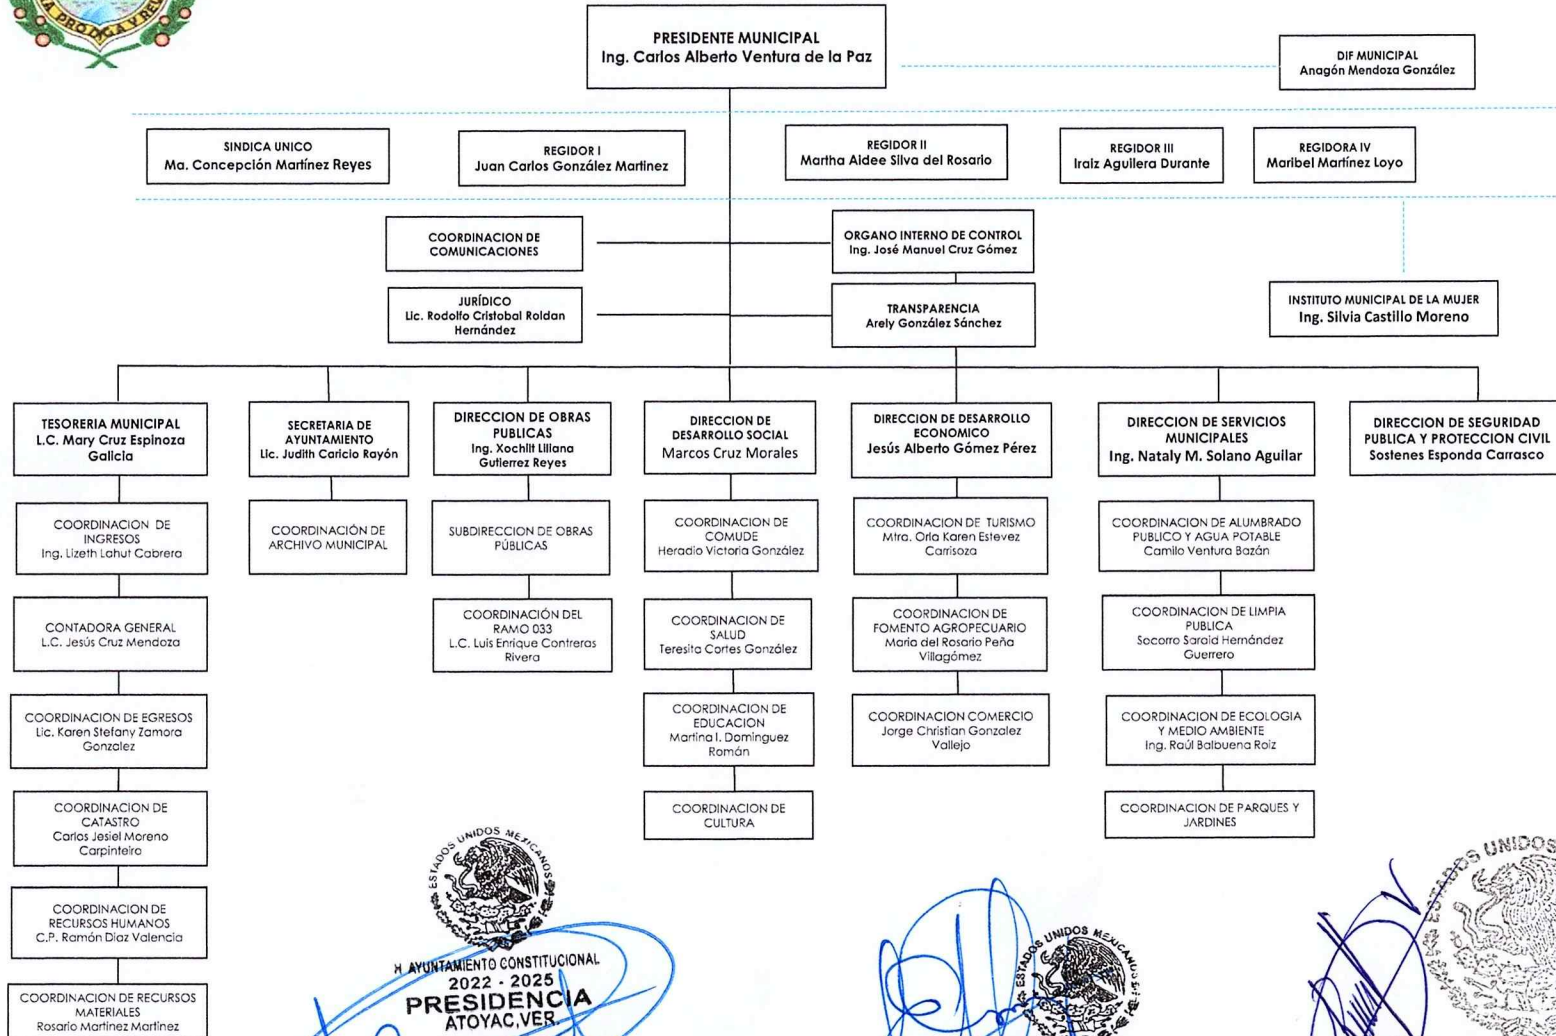 PRODIGA Y
PRESIDENTE MUNICIPAL
Ing. Carlos Alberto Ventura de la Paz
DIF MUNICIPAL
Anagón Mendoza González
SINDICA UNICO
Ma. Concepción Martínez Reyes
REGIDOR I
Juan Carlos González Martinez
REGIDOR II
Martha Aidee Silva del Rosario
REGIDOR III
Iraiz Aguilera Durante
REGIDORA IV
Maribel Martínez Loyo
COORDINACION DE
COMUNICACIONES
ORGANO INTERNO DE CONTROL
Ing. José Manuel Cruz Gómez
JURÍDICO
Lic. Rodolfo Cristobal Roldan
Hernández
TRANSPARENCIA
Arely González Sánchez
INSTITUTO MUNICIPAL DE LA MUJER
Ing. Silvia Castillo Moreno
TESORERIA MUNICIPAL
L.C. Mary Cruz Espinoza
Galicia
SECRETARIA DE
AYUNTAMIENTO
Lic. Judith Caricio Rayón
DIRECCION DE OBRAS
PUBLICAS
Ing. Xochilt Liliana
Gutierrez Reyes
DIRECCION DE
DESARROLLO SOCIAL
Marcos Cruz Morales
DIRECCION DE DESARROLLO
ECONOMICO
Jesús Alberto Gómez Pérez
DIRECCION DE SERVICIOS
MUNICIPALES
Ing. Nataly M. Solano Aguilar
DIRECCION DE SEGURIDAD
PUBLICA Y PROTECCION CIVIL
Sostenes Esponda Carrasco
COORDINACION DE
INGRESOS
Ing. Lizeth Lahut Cabrera
COORDINACIÓN DE
ARCHIVO MUNICIPAL
SUBDIRECCION DE OBRAS
PÚBLICAS
COORDINACION DE
COMUDE
Heradio Victoria González
COORDINACION DE TURISMO
Mtra. Orla Karen Estevez
Carrisoza
COORDINACION DE ALUMBRADO
PUBLICO Y AGUA POTABLE
Camilo Ventura Bazán
CONTADORA GENERAL
L.C. Jesús Cruz Mendoza
COORDINACIÓN DEL
RAMO 033
L.C. Luis Enrique Contreras
Rivera
COORDINACION DE
SALUD
Teresita Cortes González
COORDINACION DE
FOMENTO AGROPECUARIO
Maria del Rosario Peña
Villagómez
COORDINACION DE LIMPIA
PUBLICA
Socorro Saraid Hernández
Guerrero
COORDINACION DE EGRESOS
Lic. Karen Stefany Zamora
Gonzalez
COORDINACION DE
EDUCACION
Martina I. Dominguez
Román
COORDINACION COMERCIO
Jorge Christian Gonzalez
Vallejo
COORDINACION DE ECOLOGIA
Y MEDIO AMBIENTE
Ing. Raúl Balbuena Roiz
COORDINACION DE
CATASTRO
Carlos Jesiel Moreno
Carpinteiro
COORDINACION DE
CULTURA
COORDINACION DE PARQUES Y
JARDINES
COORDINACION DE
RECURSOS HUMANOS
C.P. Ramón Diaz Valencia
COORDINACION DE RECURSOS
MATERIALES
Rosario Martinez Martinez
ESTADOS UNIDOS MEXICANOS
H AYUNTAMIENTO CONSTITUCIONAL
2022 - 2025
PRESIDENCIA
ATOYAC,VER.
ESTADOS UNIDOS MEXICANOS
ESTADOS UNIDOS